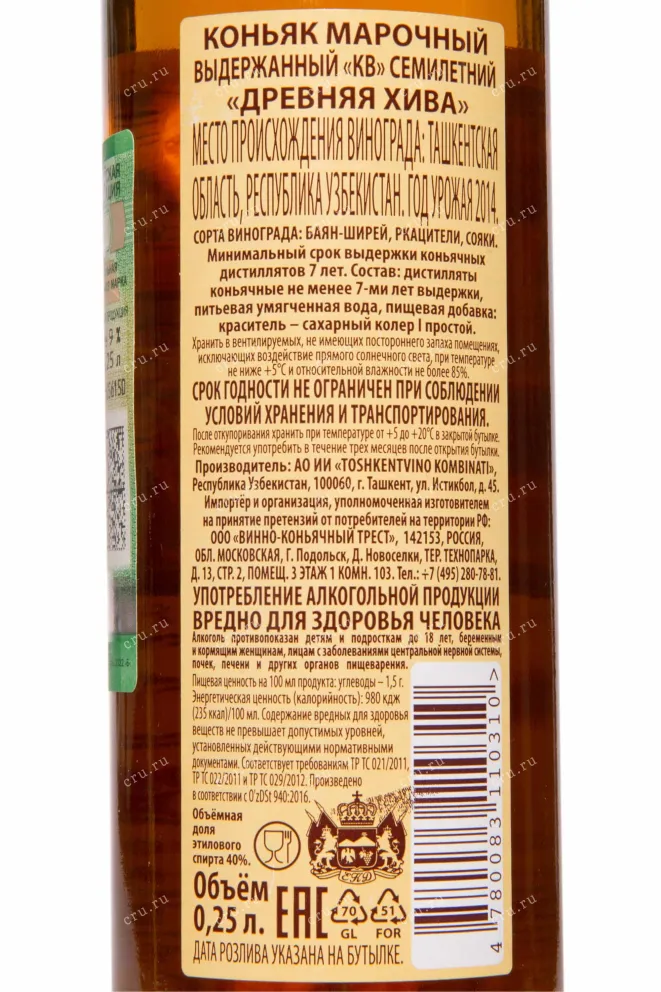 КОНЬЯК МАРОЧНЫЙ
ВЫДЕРЖАННЫЙ «КВ» СЕМИЛЕТНИЙ
«ДРЕВНЯЯ ХИВА»
МЕСТО ПРОИСХОЖДЕНИЯ ВИНОГРАДА: ТАШКЕНТСКАЯ
ОБЛАСТЬ, РЕСПУБЛИКА УЗБЕКИСТАН. ГОД УРОЖАЯ 2014.
СОРТА ВИНОГРАДА: БАЯН-ШИРЕЙ, РКАЦИТЕЛИ, СОЯКИ.
Минимальный срок выдержки коньячных
дистиллятов 7 лет. Состав: дистилляты
коньячные не менее 7-ми лет выдержки,
питьевая умягченная вода, пищевая добавка:
краситель – сахарный колер I простой.
Хранить в вентилируемых, не имеющих постороннего запаха помещениях,
исключающих воздействие прямого солнечного света, при температуре
не ниже +5°С и относительной влажности не более 85%.
СРОК ГОДНОСТИ НЕ ОГРАНИЧЕН ПРИ СОБЛЮДЕНИИ
УСЛОВИЙ ХРАНЕНИЯ И ТРАНСПОРТИРОВАНИЯ.
После откупоривания хранить при температуре от +5 до +20°С в закрытой бутылке.
Рекомендуется употребить в течение трех месяцев после открытия бутылки.
Производитель: АО ИИ «TOSHKENTVINO KOMBINATI»,
Республика Узбекистан, 100060, г. Ташкент, ул. Истикбол, д. 45.
Импортёр и организация, уполномоченная изготовителем
на принятие претензий от потребителей на территории РФ:
ООО «ВИННО-КОНЬЯЧНЫЙ ТРЕСТ», 142153, РОССИЯ,
ОБЛ. МОСКОВСКАЯ, Г. Подольск, Д. Новоселки, ТЕР. ТЕХНОПАРКА,
Д. 13, СТР. 2, ПОМЕЩ. 3 ЭТАЖ 1 КОМН. 103. Тел.: +7 (495) 280-78-81.
УПОТРЕБЛЕНИЕ АЛКОГОЛЬНОЙ ПРОДУКЦИИ
ВРЕДНО ДЛЯ ЗДОРОВЬЯ ЧЕЛОВЕКА
Алкоголь противопоказан детям и подросткам до 18 лет, беременным
и кормящим женщинам, лицам с заболеваниями центральной нервной системы,
почек, печени и других органов пищеварения.
Пищевая ценность на 100 мл продукта: углеводы – 1,5 г.
Энергетическая ценность (калорийность): 980 кдж
(235 ккал)/100 мл. Содержание вредных для здоровья
веществ не превышает допустимых уровней,
установленных действующими нормативными
документами. Соответствует требованиям ТР ТС 021/2011,
ТР ТС 022/2011 и ТР ТС 029/2012. Произведено
в соответствии с O'zDSt 940:2016.
Объёмная
доля
этилового
спирта 40%.
Объём
0,25 л.
ЕАС
70
GL
51
FOR
ДАТА РОЗЛИВА УКАЗАНА НА БУТЫЛКЕ.
4 780083 110310 >
cru.ru